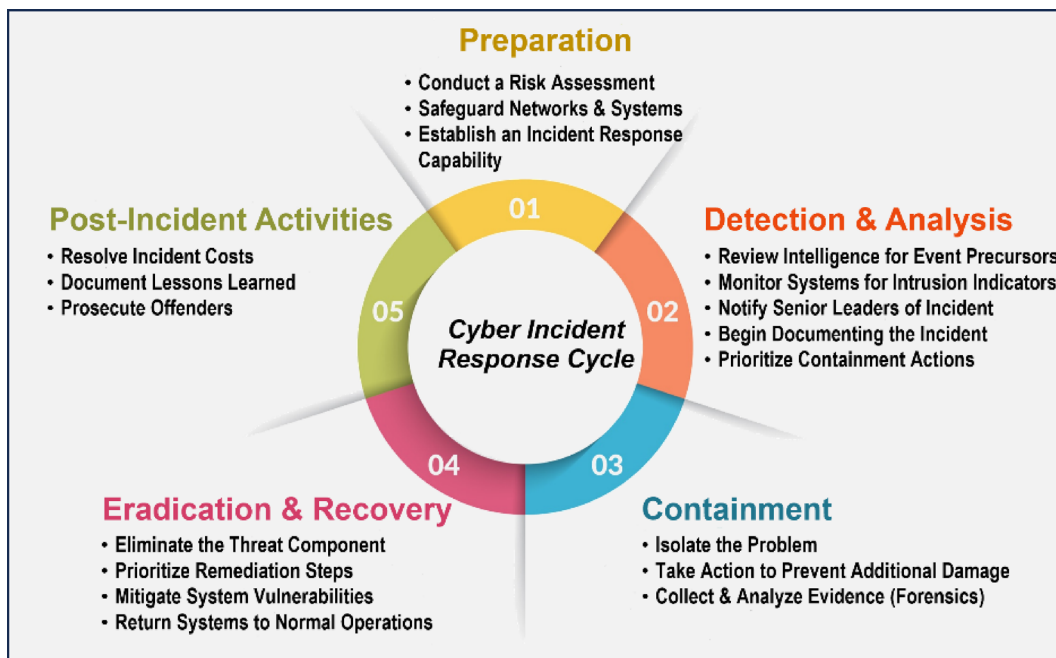 Preparation
• Conduct a Risk Assessment
• Safeguard Networks & Systems
• Establish an Incident Response
Capability
01
Detection & Analysis
• Review Intelligence for Event Precursors
• Monitor Systems for Intrusion Indicators
• Notify Senior Leaders of Incident
• Begin Documenting the Incident
• Prioritize Containment Actions
02
Containment
• Isolate the Problem
• Take Action to Prevent Additional Damage
• Collect & Analyze Evidence (Forensics)
03
Eradication & Recovery
• Eliminate the Threat Component
• Prioritize Remediation Steps
• Mitigate System Vulnerabilities
• Return Systems to Normal Operations
04
Post-Incident Activities
• Resolve Incident Costs
• Document Lessons Learned
• Prosecute Offenders
05
Cyber Incident
Response Cycle